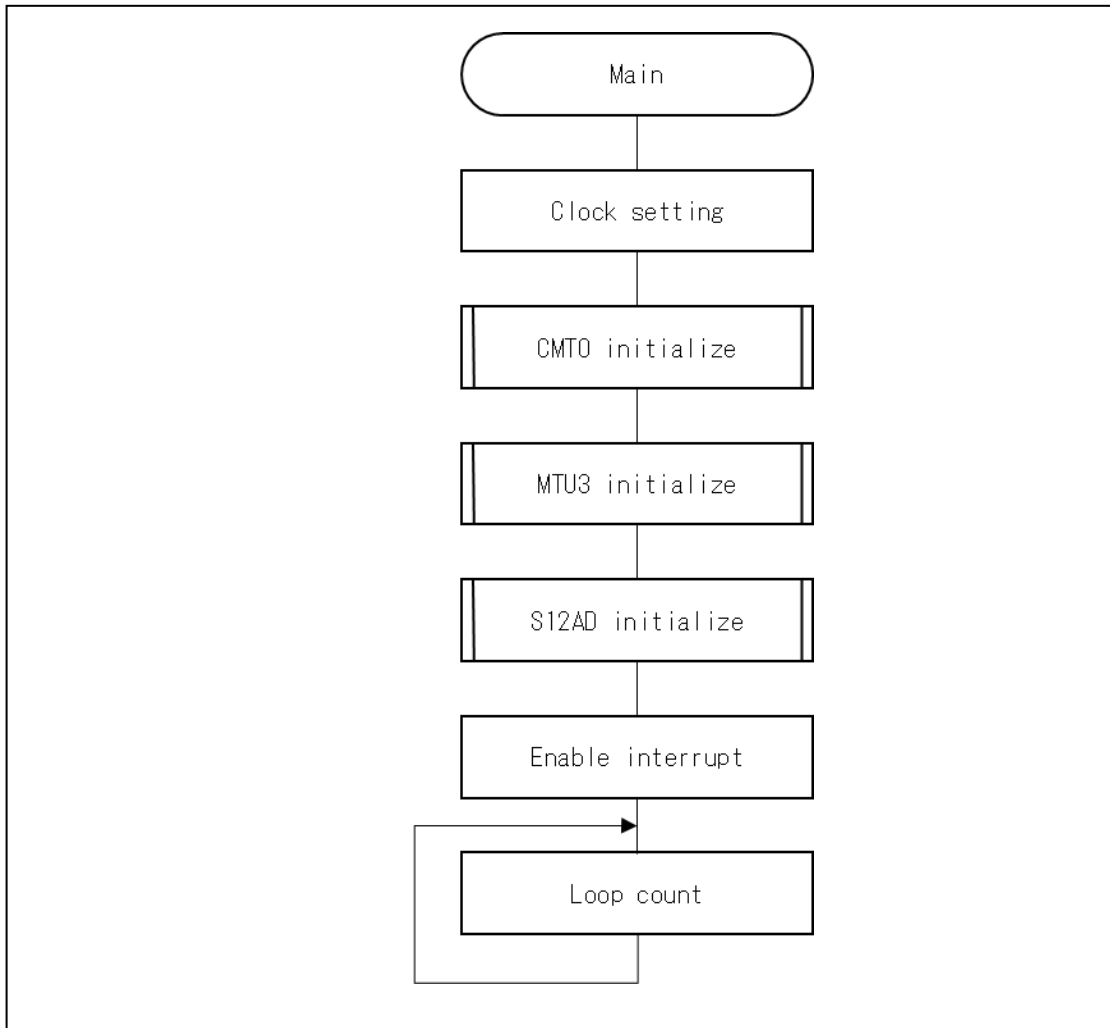 Main
Clock setting
CMT0 initialize
MTU3 initialize
S12AD initialize
Enable interrupt
Loop count